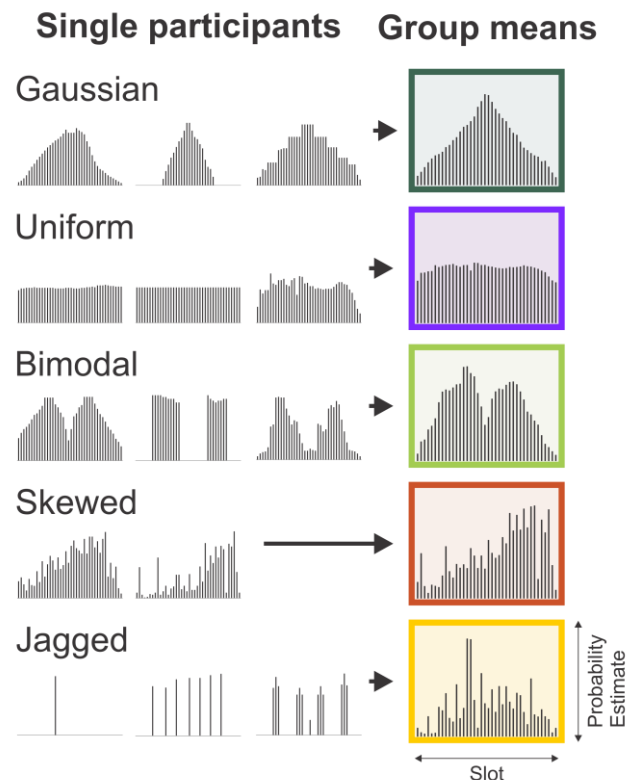 Single participants
Group means
Gaussian
Uniform
Bimodal
Skewed
Jagged
Probability
Estimate
Slot